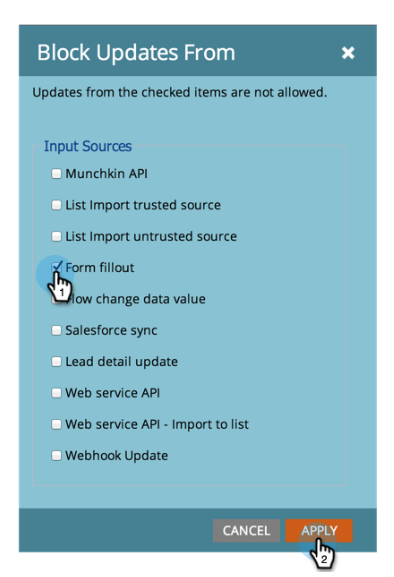 Block Updates From ×
Updates from the checked items are not allowed.
Input Sources
Munchkin API
List Import trusted source
List Import untrusted source
Form fillout
1
Flow change data value
Salesforce sync
Lead detail update
Web service API
Web service API - Import to list
Webhook Update
CANCEL APPLY
2